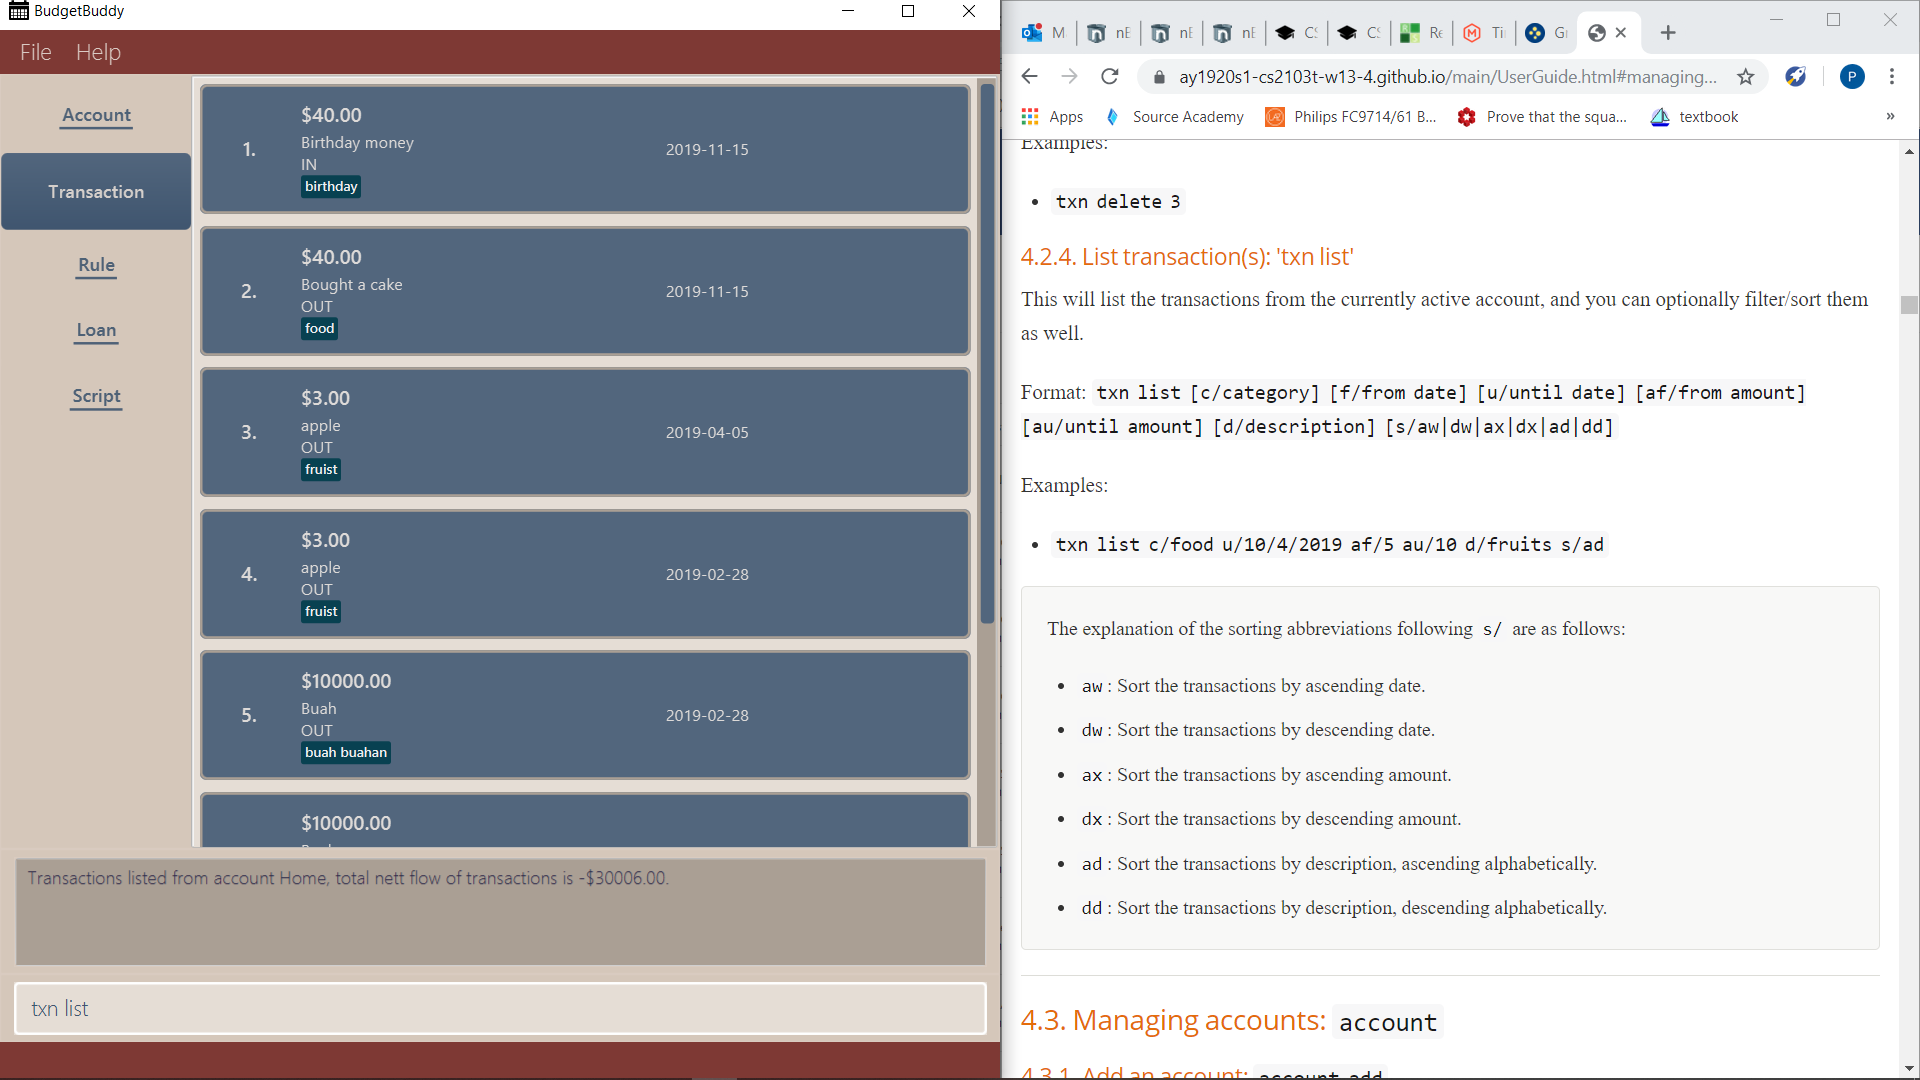 BudgetBuddy
File Help
Account
Transaction
Rule
Loan
Script
1.
$40.00
Birthday money
IN
birthday
2019-11-15
2.
$40.00
Bought a cake
OUT
food
2019-11-15
3.
$3.00
apple
OUT
fruist
2019-04-05
4.
$3.00
apple
OUT
fruist
2019-02-28
5.
$10000.00
Buah
OUT
buah buahan
2019-02-28
$10000.00
Transactions listed from account Home, total nett flow of transactions is -$30006.00.
txn list
M nE nE nE CS CS Re Ti G
ay1920s1-cs2103t-w13-4.github.io/main/UserGuide.html#managing...
P
Apps Source Academy Philips FC9714/61 B... Prove that the squa... textbook »
Examples:
• txn delete 3
4.2.4. List transaction(s): 'txn list'
This will list the transactions from the currently active account, and you can optionally filter/sort them
as well.
Format: txn list [c/category] [f/from date] [u/until date] [af/from amount]
[au/until amount] [d/description] [s/aw|dw|ax|dx|ad|dd]
Examples:
• txn list c/food u/10/4/2019 af/5 au/10 d/fruits s/ad
The explanation of the sorting abbreviations following s/ are as follows:
• aw : Sort the transactions by ascending date.
• dw : Sort the transactions by descending date.
• ax : Sort the transactions by ascending amount.
• dx : Sort the transactions by descending amount.
• ad : Sort the transactions by description, ascending alphabetically.
• dd : Sort the transactions by description, descending alphabetically.
4.3. Managing accounts: account
4.3.1. Add an account: account add